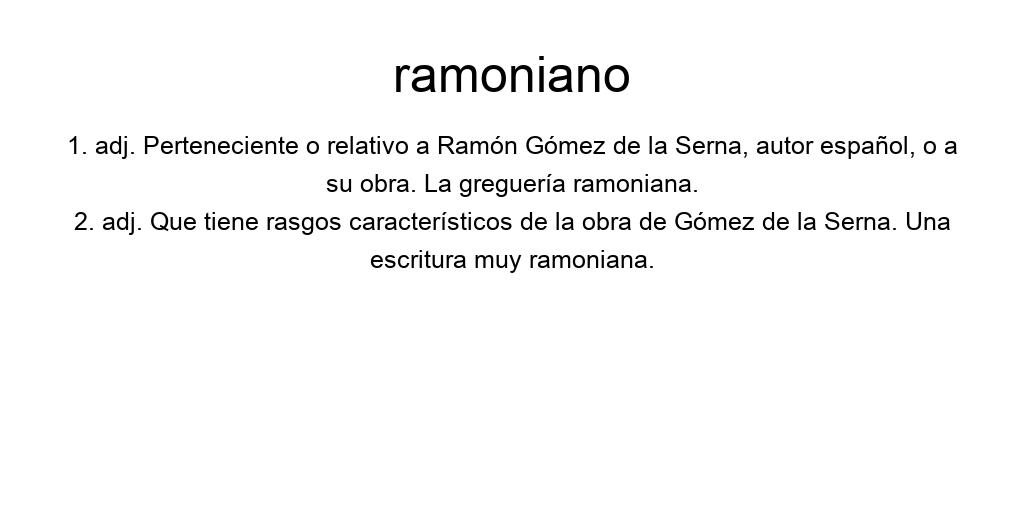 ramoniano
1. adj. Perteneciente o relativo a Ramón Gómez de la Serna, autor español, o a
su obra. La greguería ramoniana.
2. adj. Que tiene rasgos característicos de la obra de Gómez de la Serna. Una
escritura muy ramoniana.